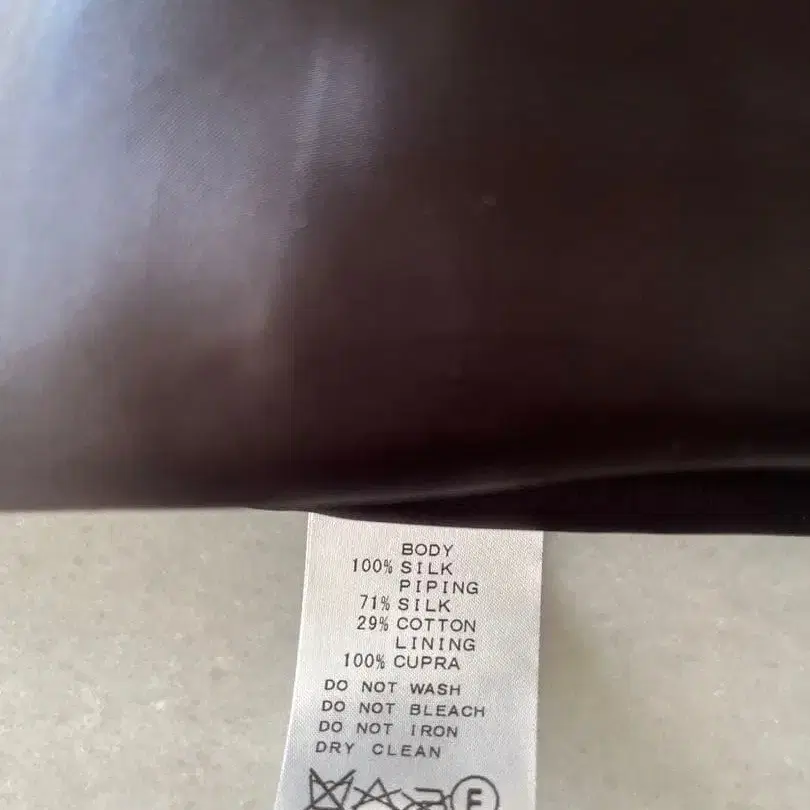 BODY
100% SILK
PIPING
71% SILK
29% COTTON
LINING
100% CUPRA
DO NOT WASH
DO NOT BLEACH
DO NOT IRON
DRY CLEAN
F